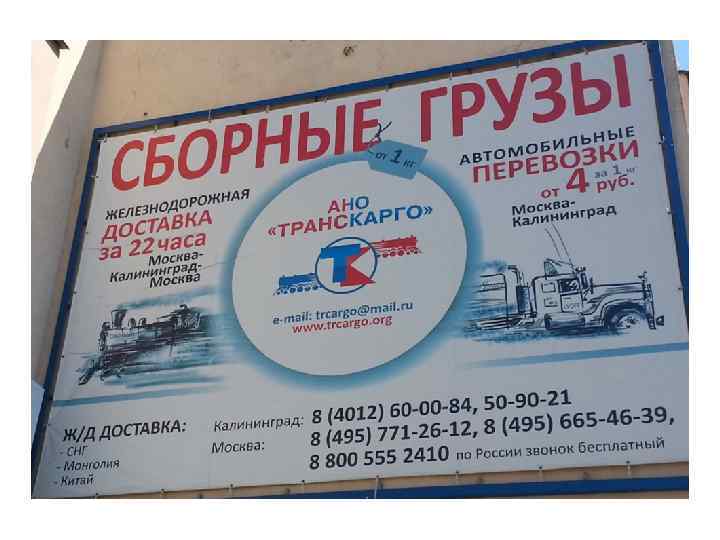 СБОРНЫЕ ГРУЗЫ
от 1 кг
ЖЕЛЕЗНОДОРОЖНАЯ
ДОСТАВКА
за 22 часа
Москва-
Калининград-
Москва
АНО
«ТРАНСКАРГО»
ТК
e-mail: trcargo@mail.ru
www.trcargo.org
АВТОМОБИЛЬНЫЕ
ПЕРЕВОЗКИ
от 4 руб. за 1 кг
Москва-
Калининград
Ж/Д ДОСТАВКА:
- СНГ
- Монголия
- Китай
Калининград: 8 (4012) 60-00-84, 50-90-21
Москва: 8 (495) 771-26-12, 8 (495) 665-46-39,
8 800 555 2410 по России звонок бесплатный